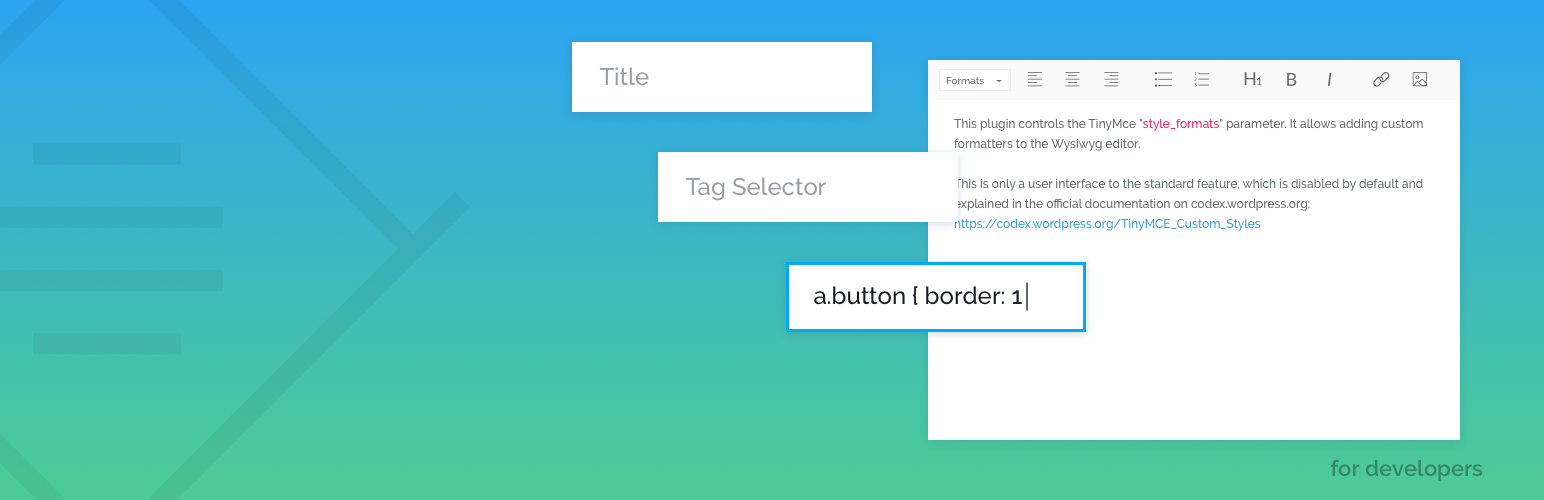 Title
Tag Selector
a.button { border: 1
Formats
H1 B I
This plugin controls the TinyMce "style_formats" parameter. It allows adding custom
formatters to the Wysiwyg editor.
This is only a user interface to the standard feature, which is disabled by default and
explained in the official documentation on codex.wordpress.org:
https://codex.wordpress.org/TinyMCE_Custom_Styles
for developers